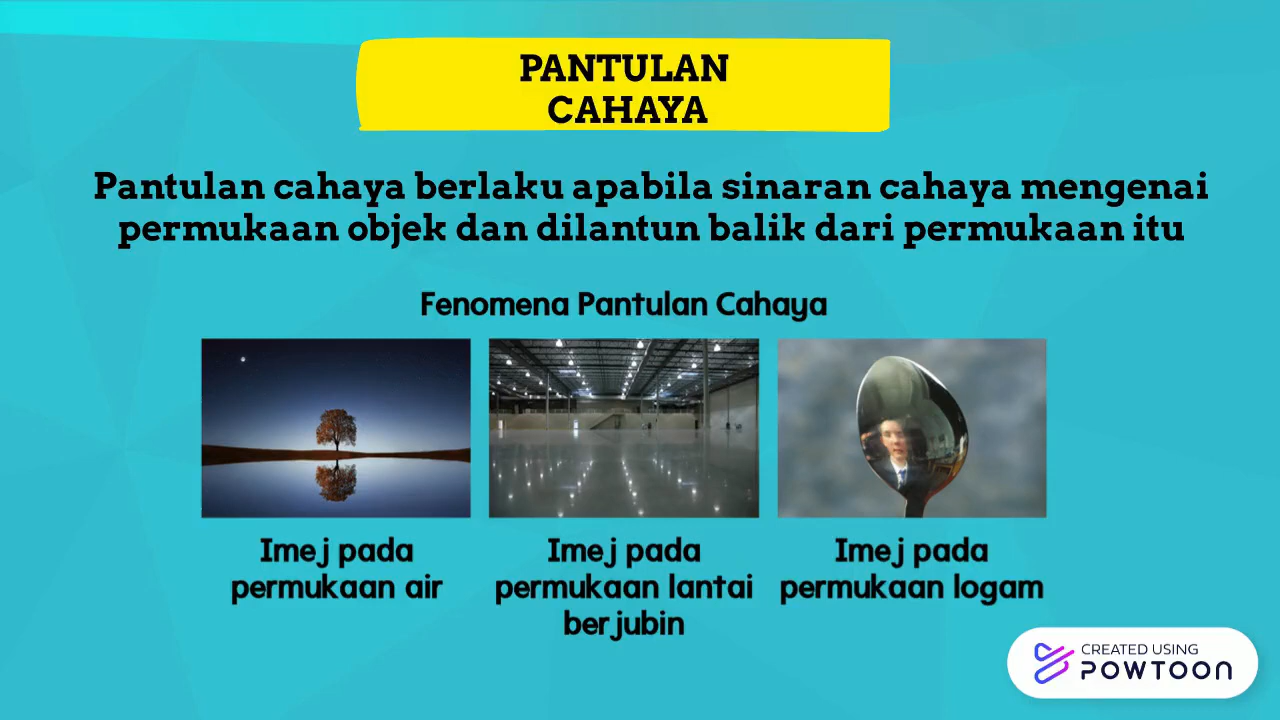 PANTULAN
CAHAYA
Pantulan cahaya berlaku apabila sinaran cahaya mengenai
permukaan objek dan dilantun balik dari permukaan itu
Fenomena Pantulan Cahaya
Imej pada
permukaan air
Imej pada
permukaan lantai
berjubin
Imej pada
permukaan logam
CREATED USING
POWTOON